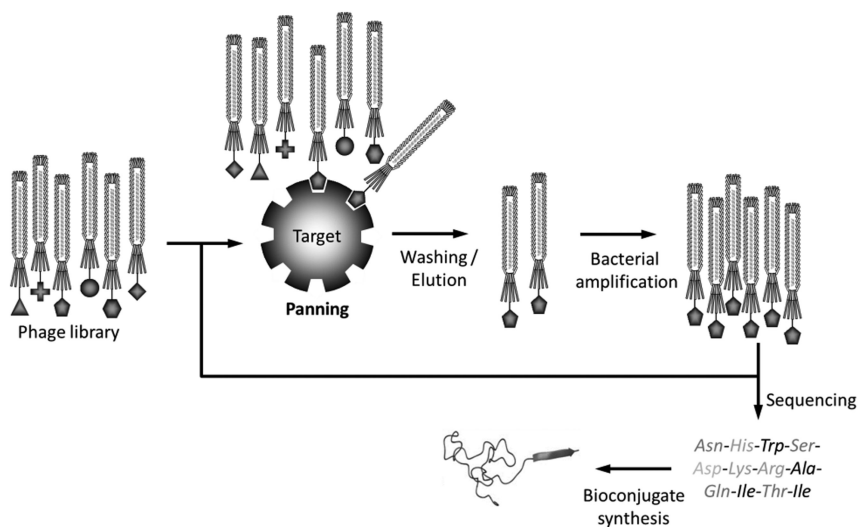 Phage library
Target
Panning
Washing /
Elution
Bacterial
amplification
Sequencing
Asn-His-Trp-Ser-
Asp-Lys-Arg-Ala-
Gln-Ile-Thr-Ile
Bioconjugate
synthesis